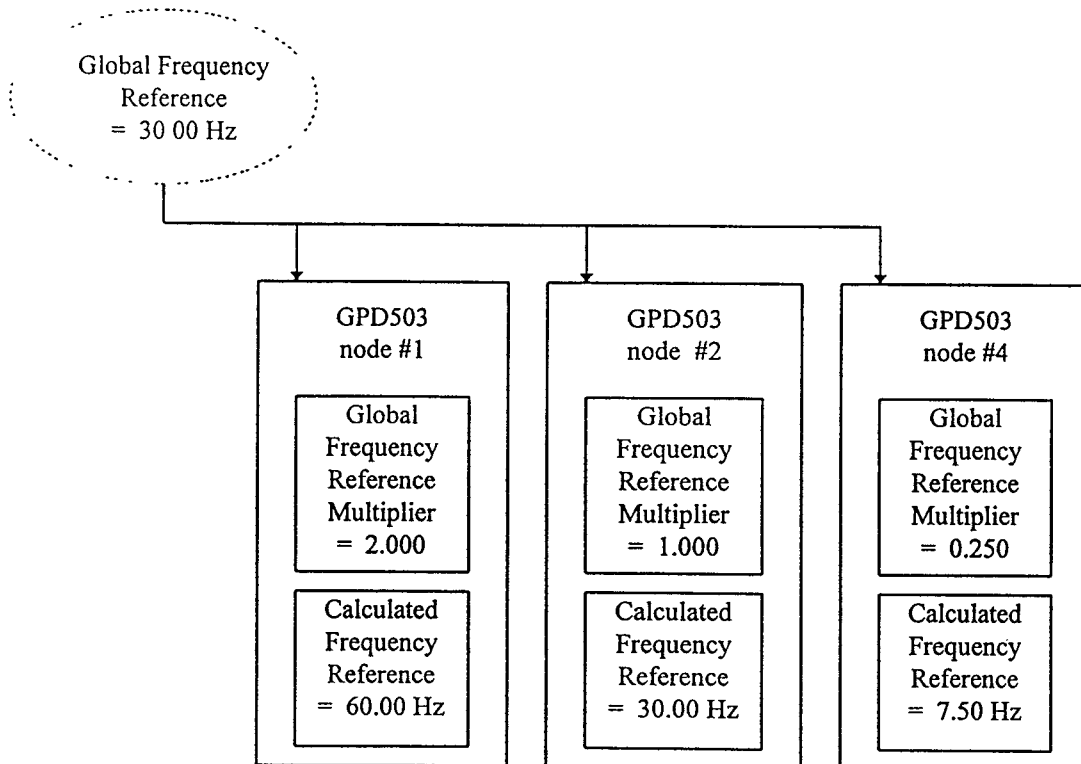 Global Frequency
Reference
= 30 00 Hz
GPD503
node #1
Global
Frequency
Reference
Multiplier
= 2.000
Calculated
Frequency
Reference
= 60.00 Hz
GPD503
node #2
Global
Frequency
Reference
Multiplier
= 1.000
Calculated
Frequency
Reference
= 30.00 Hz
GPD503
node #4
Global
Frequency
Reference
Multiplier
= 0.250
Calculated
Frequency
Reference
= 7.50 Hz